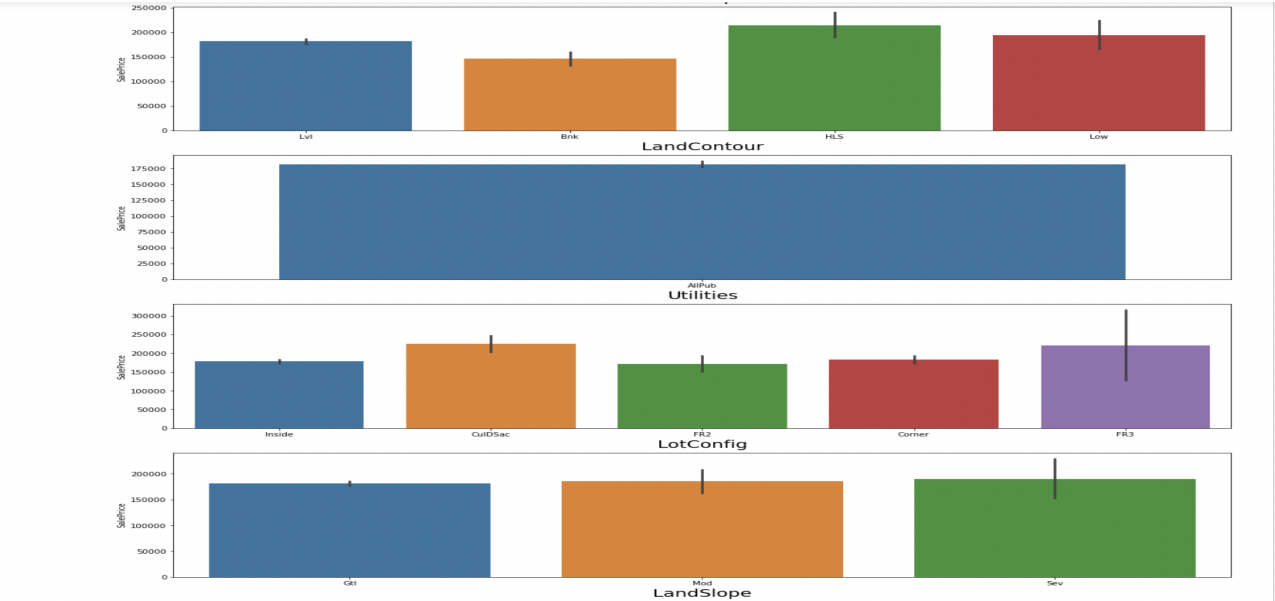 250000
200000
150000
100000
50000
0
SalePrice
Lvl Bnk HLS Low
LandContour
175000
150000
125000
100000
75000
50000
25000
0
SalePrice
AllPub
Utilities
300000
250000
200000
150000
100000
50000
0
SalePrice
Inside CulDSac FR2 Corner FR3
LotConfig
200000
150000
100000
50000
0
SalePrice
Gtl Mod Sev
LandSlope